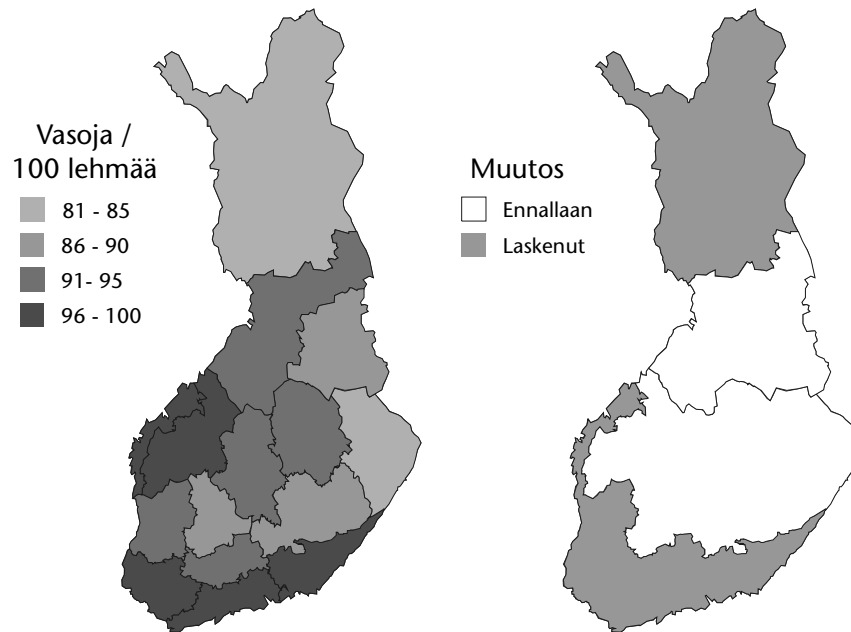 Vasoja /
100 lehmää
81 - 85
86 - 90
91- 95
96 - 100
Muutos
Ennallaan
Laskenut